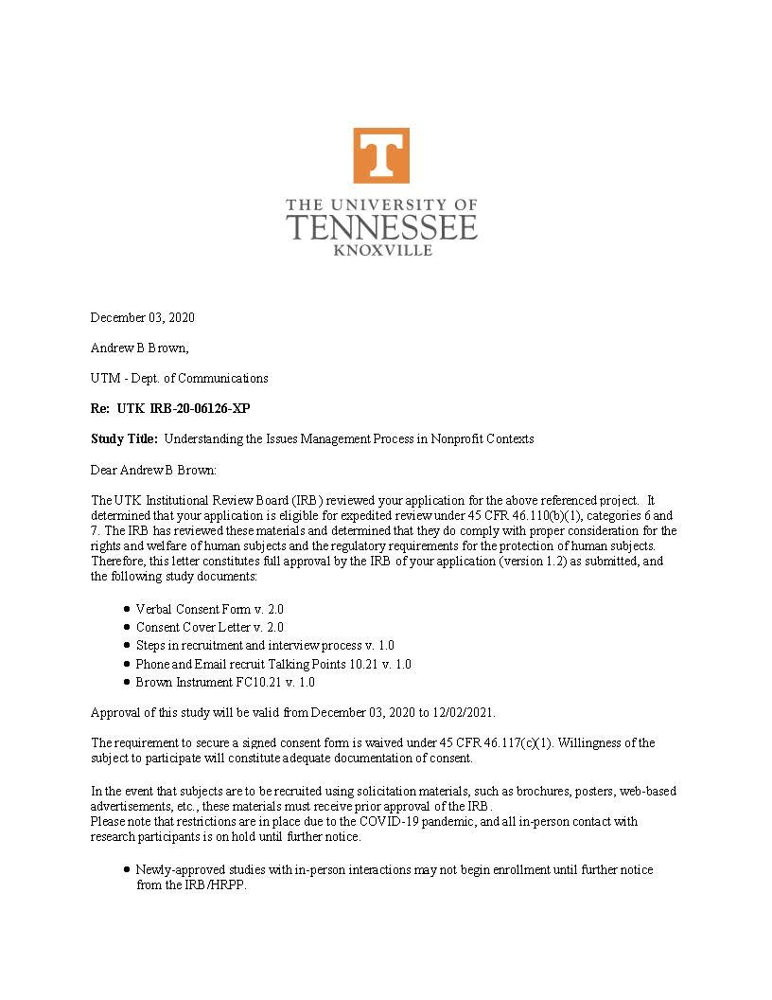 T
THE UNIVERSITY OF
TENNESSEE
KNOXVILLE
December 03, 2020
Andrew B Brown,
UTM - Dept. of Communications
Re: UTK IRB-20-06126-XP
Study Title: Understanding the Issues Management Process in Nonprofit Contexts
Dear Andrew B Brown:
The UTK Institutional Review Board (IRB) reviewed your application for the above referenced project. It
determined that your application is eligible for expedited review under 45 CFR 46.110(b)(1), categories 6 and
7. The IRB has reviewed these materials and determined that they do comply with proper consideration for the
rights and welfare of human subjects and the regulatory requirements for the protection of human subjects.
Therefore, this letter constitutes full approval by the IRB of your application (version 1.2) as submitted, and
the following study documents:
● Verbal Consent Form v. 2.0
● Consent Cover Letter v. 2.0
● Steps in recruitment and interview process v. 1.0
● Phone and Email recruit Talking Points 10.21 v. 1.0
● Brown Instrument FC10.21 v. 1.0
Approval of this study will be valid from December 03, 2020 to 12/02/2021.
The requirement to secure a signed consent form is waived under 45 CFR 46.117(c)(1). Willingness of the
subject to participate will constitute adequate documentation of consent.
In the event that subjects are to be recruited using solicitation materials, such as brochures, posters, web-based
advertisements, etc., these materials must receive prior approval of the IRB.
Please note that restrictions are in place due to the COVID-19 pandemic, and all in-person contact with
research participants is on hold until further notice.
● Newly-approved studies with in-person interactions may not begin enrollment until further notice
from the IRB/HRPP.